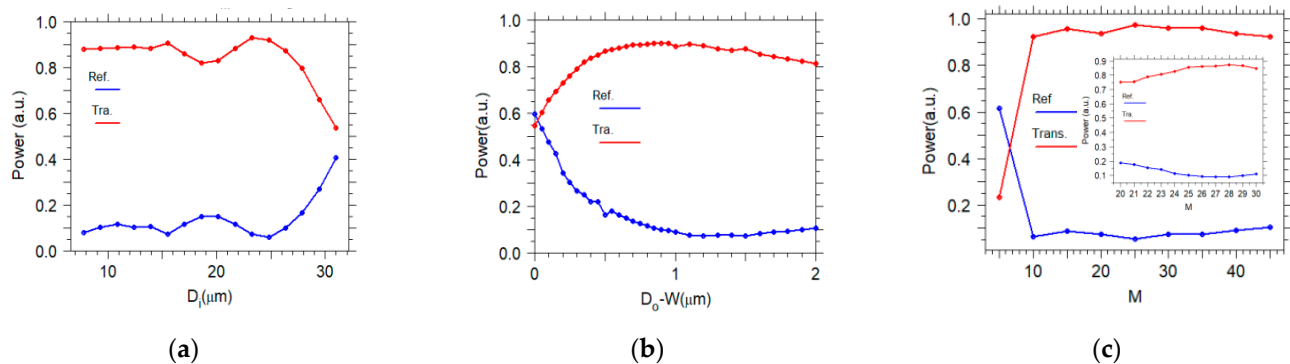 1.0
0.8
0.6
0.4
0.2
0.0
Power (a.u.)
Ref.
Tra.
10 20 30
Di(μm)
(a)
1.0
0.8
0.6
0.4
0.2
0.0
Power(a.u.)
Ref.
Tra.
0 1 2
Do-W(μm)
(b)
1.0
0.8
0.6
0.4
0.2
Power(a.u.)
Ref
Trans.
10 20 30 40
M
0.9
0.8
0.7
0.6
0.5
0.4
0.3
0.2
0.1
Power (a.u.)
Ref.
Tra.
20 21 22 23 24 25 26 27 28 29 30
M
(c)